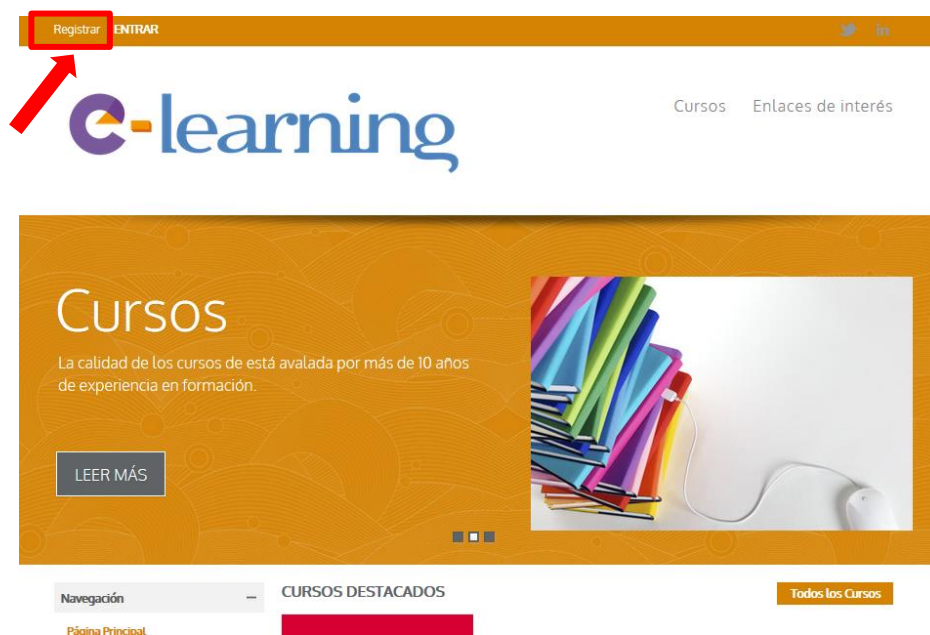 Registrar ENTRAR
e-learning
Cursos Enlaces de interés
Cursos
La calidad de los cursos de está avalada por más de 10 años
de experiencia en formación.
LEER MÁS
Navegación
CURSOS DESTACADOS
Todos los Cursos
Página Principal